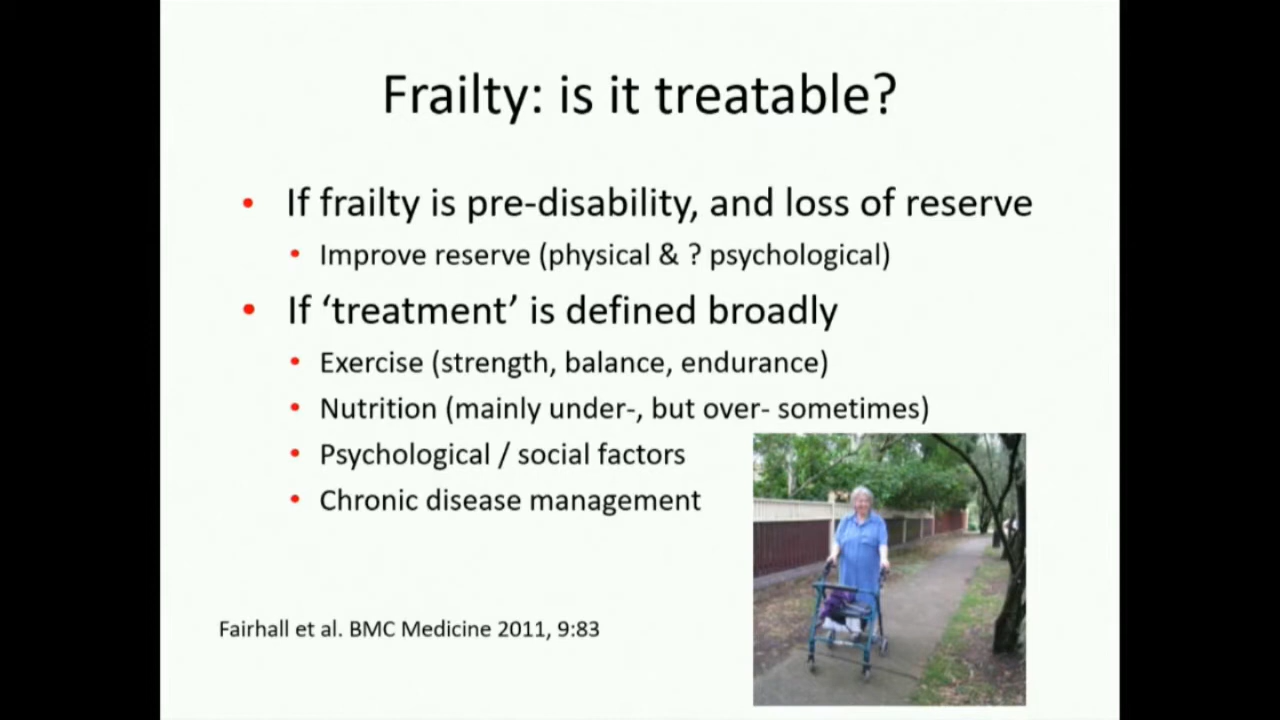 Frailty: is it treatable?
• If frailty is pre-disability, and loss of reserve
• Improve reserve (physical & ? psychological)
• If ‘treatment’ is defined broadly
• Exercise (strength, balance, endurance)
• Nutrition (mainly under-, but over- sometimes)
• Psychological / social factors
• Chronic disease management
Fairhall et al. BMC Medicine 2011, 9:83